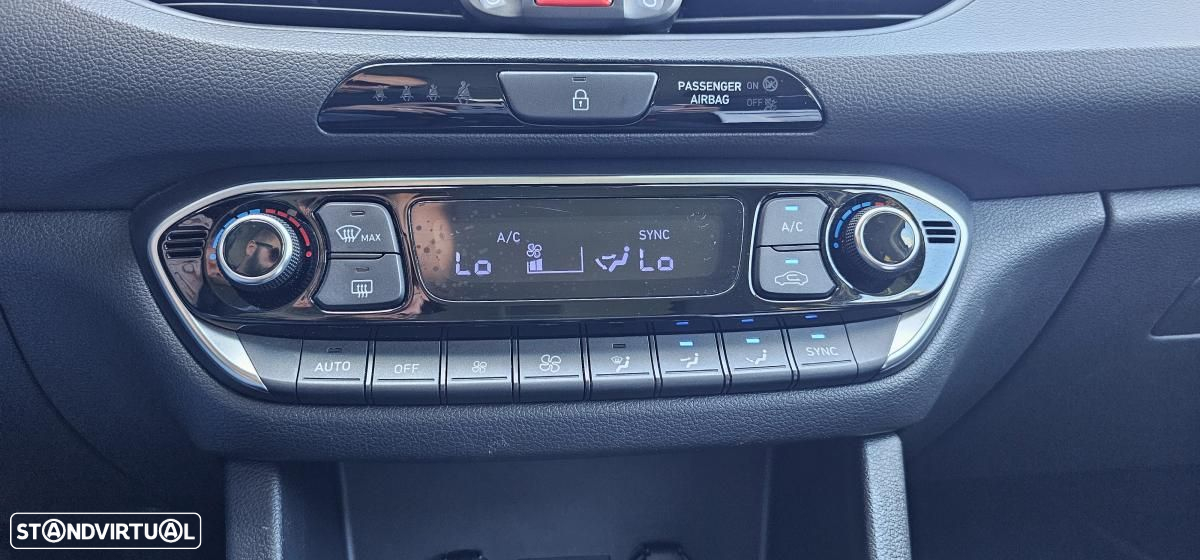 PASSENGER AIRBAG ON
OFF
MAX
A/C
SYNC
Lo
Lo
A/C
AUTO
OFF
SYNC
STANDVIRTUAL